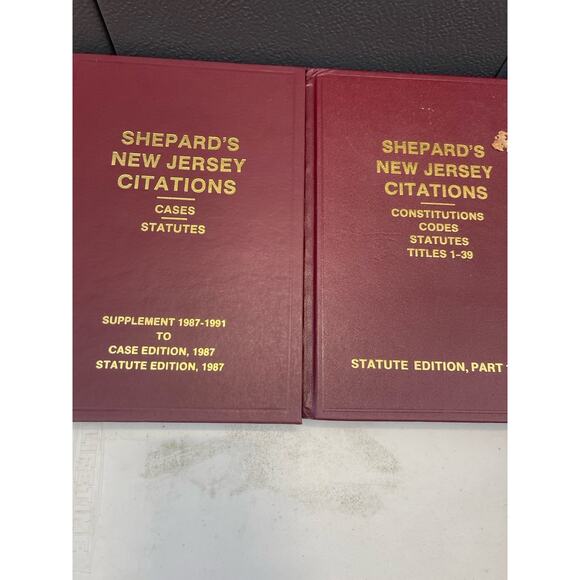 SHEPARD'S
NEW JERSEY
CITATIONS
CASES
STATUTES
SUPPLEMENT 1987-1991
TO
CASE EDITION, 1987
STATUTE EDITION, 1987
SHEPARD'S
NEW JERSEY
CITATIONS
CONSTITUTIONS
CODES
STATUTES
TITLES 1-39
STATUTE EDITION, PART